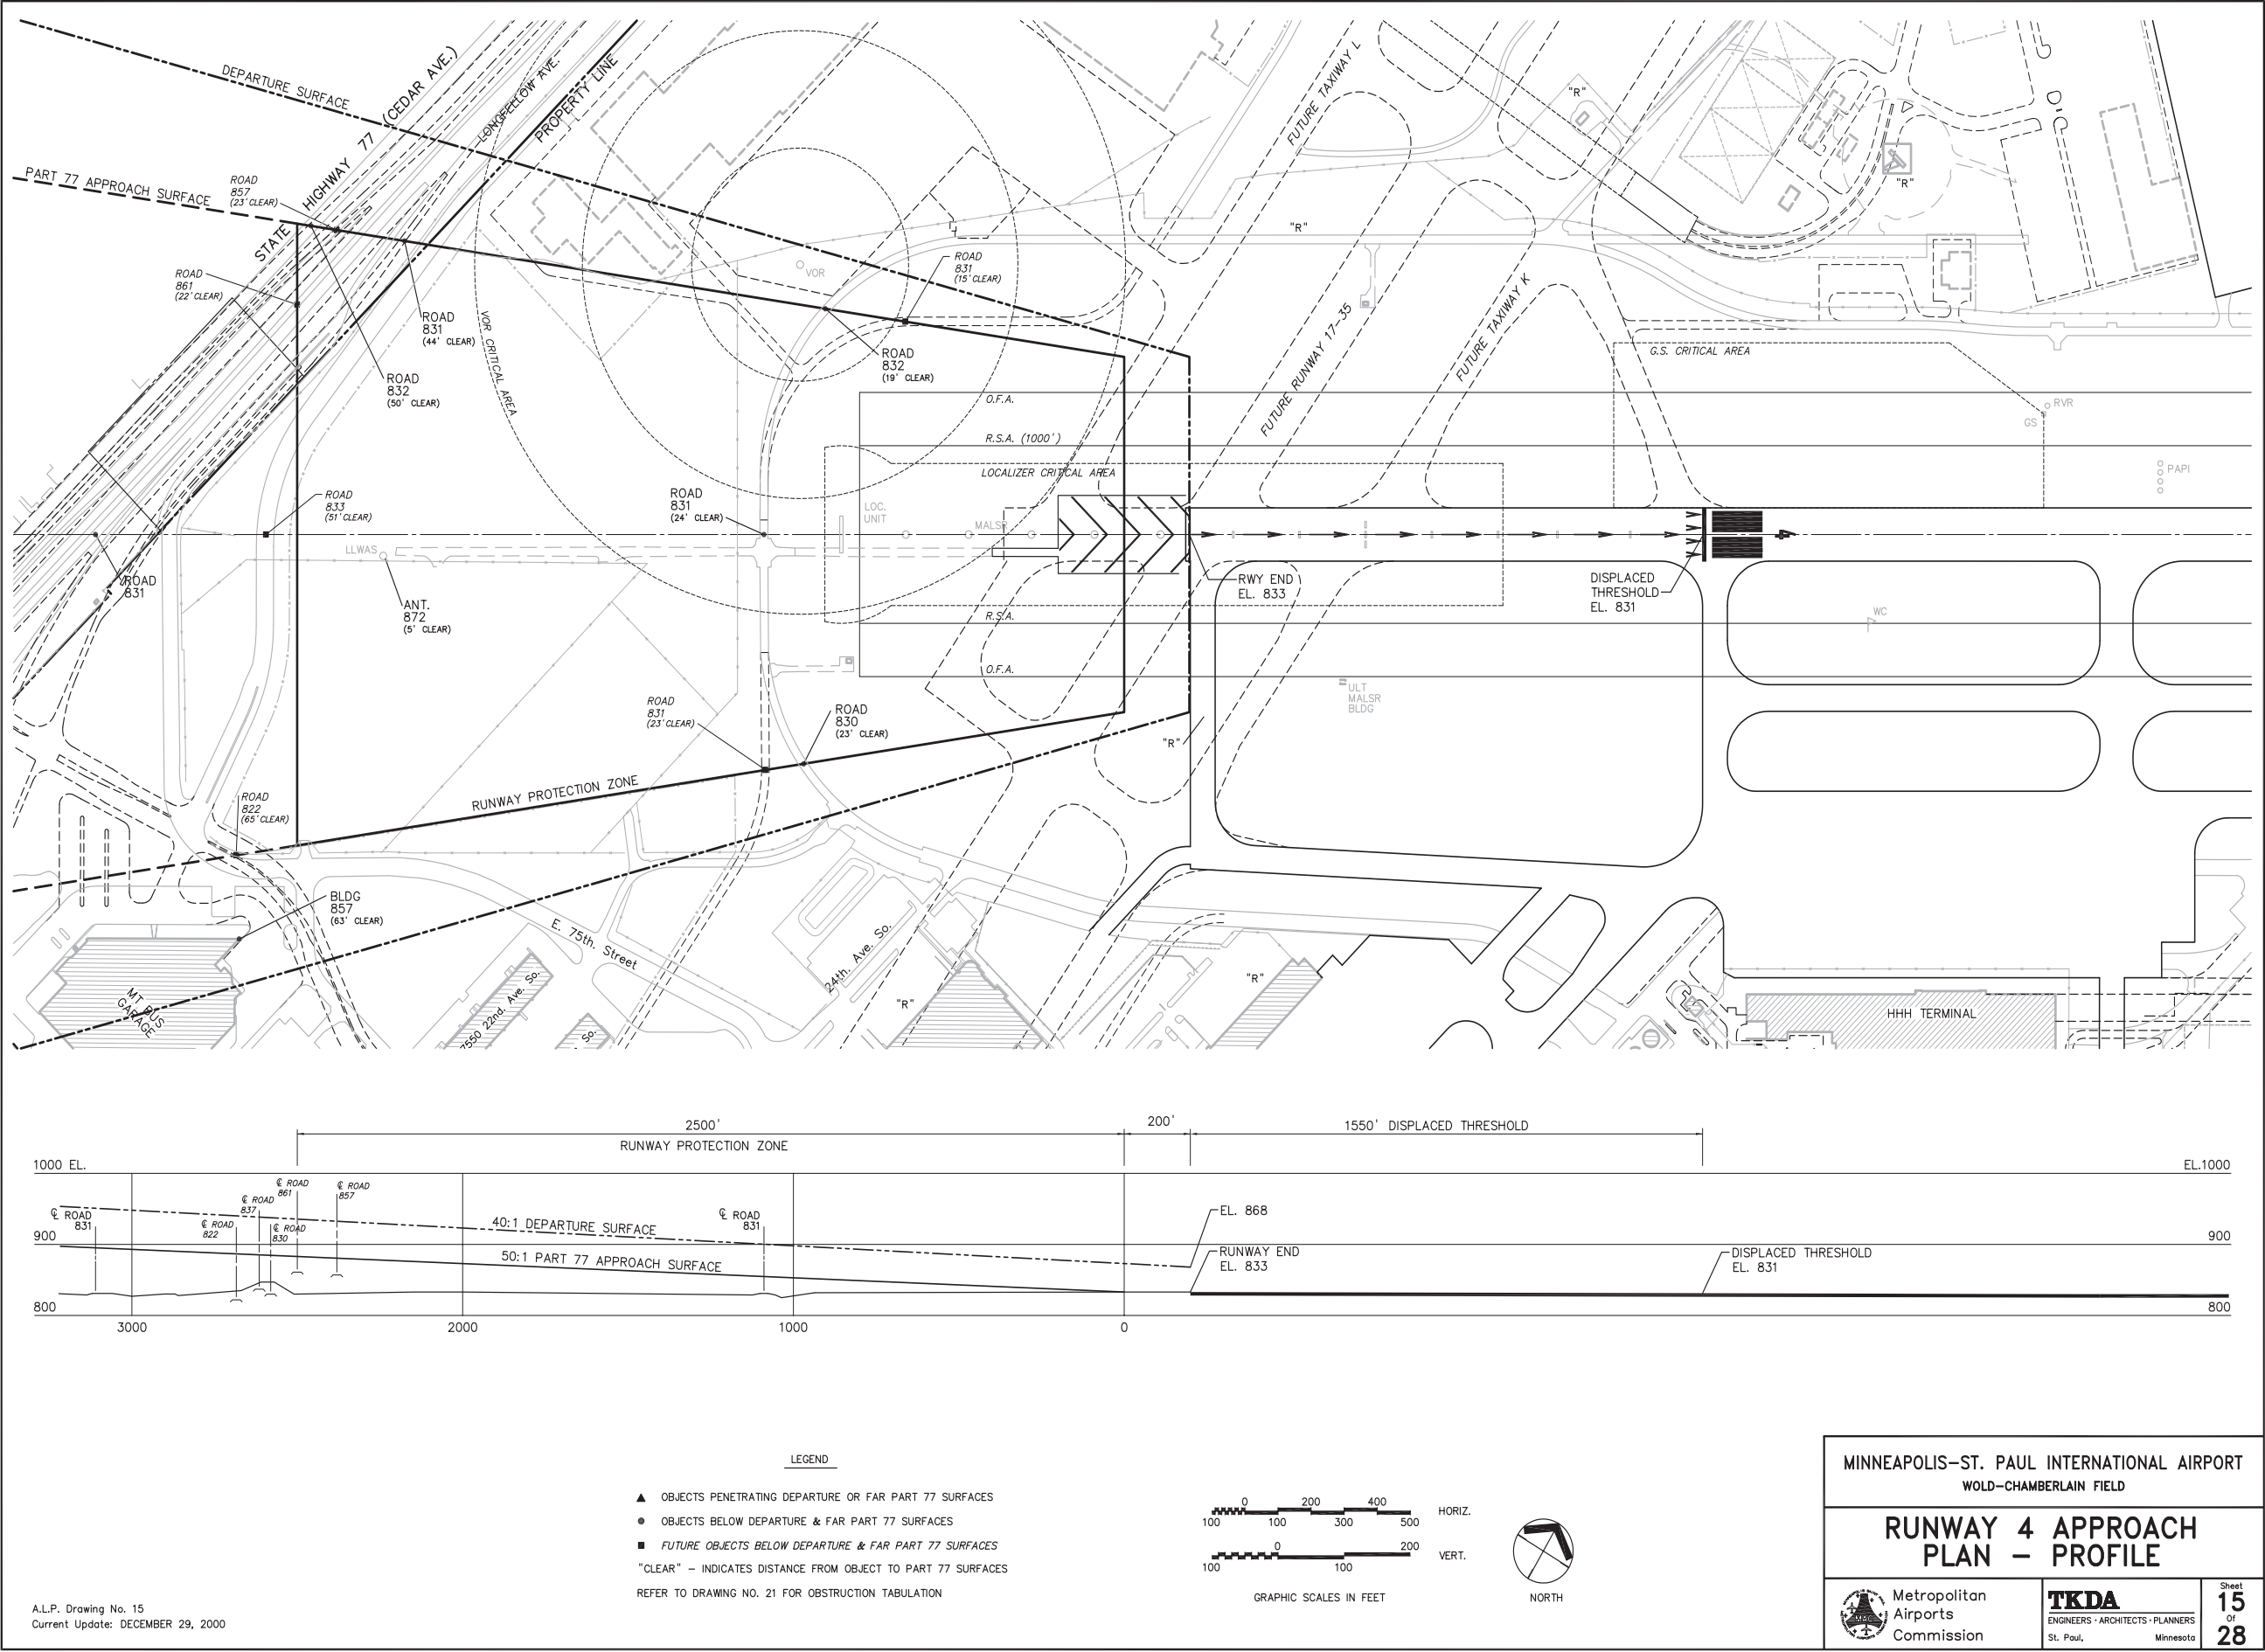 DEPARTURE SURFACE
STATE HIGHWAY 77 (CEDAR AVE.)
LONGFELLOW AVE.
PROPERTY LINE
FUTURE TAXIWAY L
"R"
"R"
D'
PART 77 APPROACH SURFACE
ROAD
857
(23' CLEAR)
ROAD
861
(22' CLEAR)
ROAD
831
(44' CLEAR)
ROAD
832
(50' CLEAR)
VOR CRITICAL AREA
VOR
ROAD
831
(15' CLEAR)
ROAD
832
(19' CLEAR)
"R"
FUTURE RUNWAY 17-35
FUTURE TAXIWAY K
G.S. CRITICAL AREA
RVR
GS
PAPI
O.F.A.
R.S.A. (1000')
LOCALIZER CRITICAL AREA
ROAD
833
(51' CLEAR)
ROAD
831
(24' CLEAR)
LOC.
UNIT
MALSR
LLWAS
ROAD
831
ANT.
872
(5' CLEAR)
RWY END
EL. 833
DISPLACED
THRESHOLD
EL. 831
4
WC
R.S.A.
O.F.A.
ULT
MALSR
BLDG
ROAD
831
(23' CLEAR)
ROAD
830
(23' CLEAR)
"R"
RUNWAY PROTECTION ZONE
ROAD
822
(65' CLEAR)
BLDG
857
(63' CLEAR)
E. 75th. Street
24th. Ave. So.
MT BUS
GARAGE
7550 22nd. Ave. So.
So.
"R"
"R"
HHH TERMINAL
2500'
RUNWAY PROTECTION ZONE
200'
1550' DISPLACED THRESHOLD
1000 EL.
EL.1000
℄ ROAD
831
℄ ROAD
822
℄ ROAD
837
℄ ROAD
861
℄ ROAD
830
℄ ROAD
857
40:1 DEPARTURE SURFACE
50:1 PART 77 APPROACH SURFACE
℄ ROAD
831
EL. 868
RUNWAY END
EL. 833
DISPLACED THRESHOLD
EL. 831
900
900
800
800
3000
2000
1000
0
LEGEND
OBJECTS PENETRATING DEPARTURE OR FAR PART 77 SURFACES
OBJECTS BELOW DEPARTURE & FAR PART 77 SURFACES
FUTURE OBJECTS BELOW DEPARTURE & FAR PART 77 SURFACES
"CLEAR" - INDICATES DISTANCE FROM OBJECT TO PART 77 SURFACES
REFER TO DRAWING NO. 21 FOR OBSTRUCTION TABULATION
0 200 400
HORIZ.
100 100 300 500
0 200
VERT.
100 100
GRAPHIC SCALES IN FEET
NORTH
A.L.P. Drawing No. 15
Current Update: DECEMBER 29, 2000
MINNEAPOLIS-ST. PAUL INTERNATIONAL AIRPORT
WOLD-CHAMBERLAIN FIELD
RUNWAY 4 APPROACH
PLAN - PROFILE
Metropolitan
Airports
Commission
TKDA
ENGINEERS • ARCHITECTS • PLANNERS
St. Paul, Minnesota
Sheet
15
Of
28